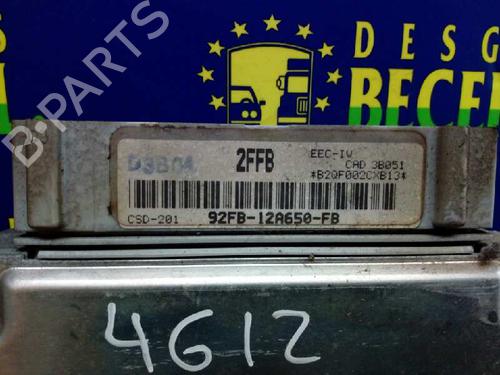 DESG
BECE
B-PARTS
D3B04
2FFB
EEC-IV
CAD 3B051
*B2QF002CXB13*
CSD-201
92FB-12A650-FB
4G12